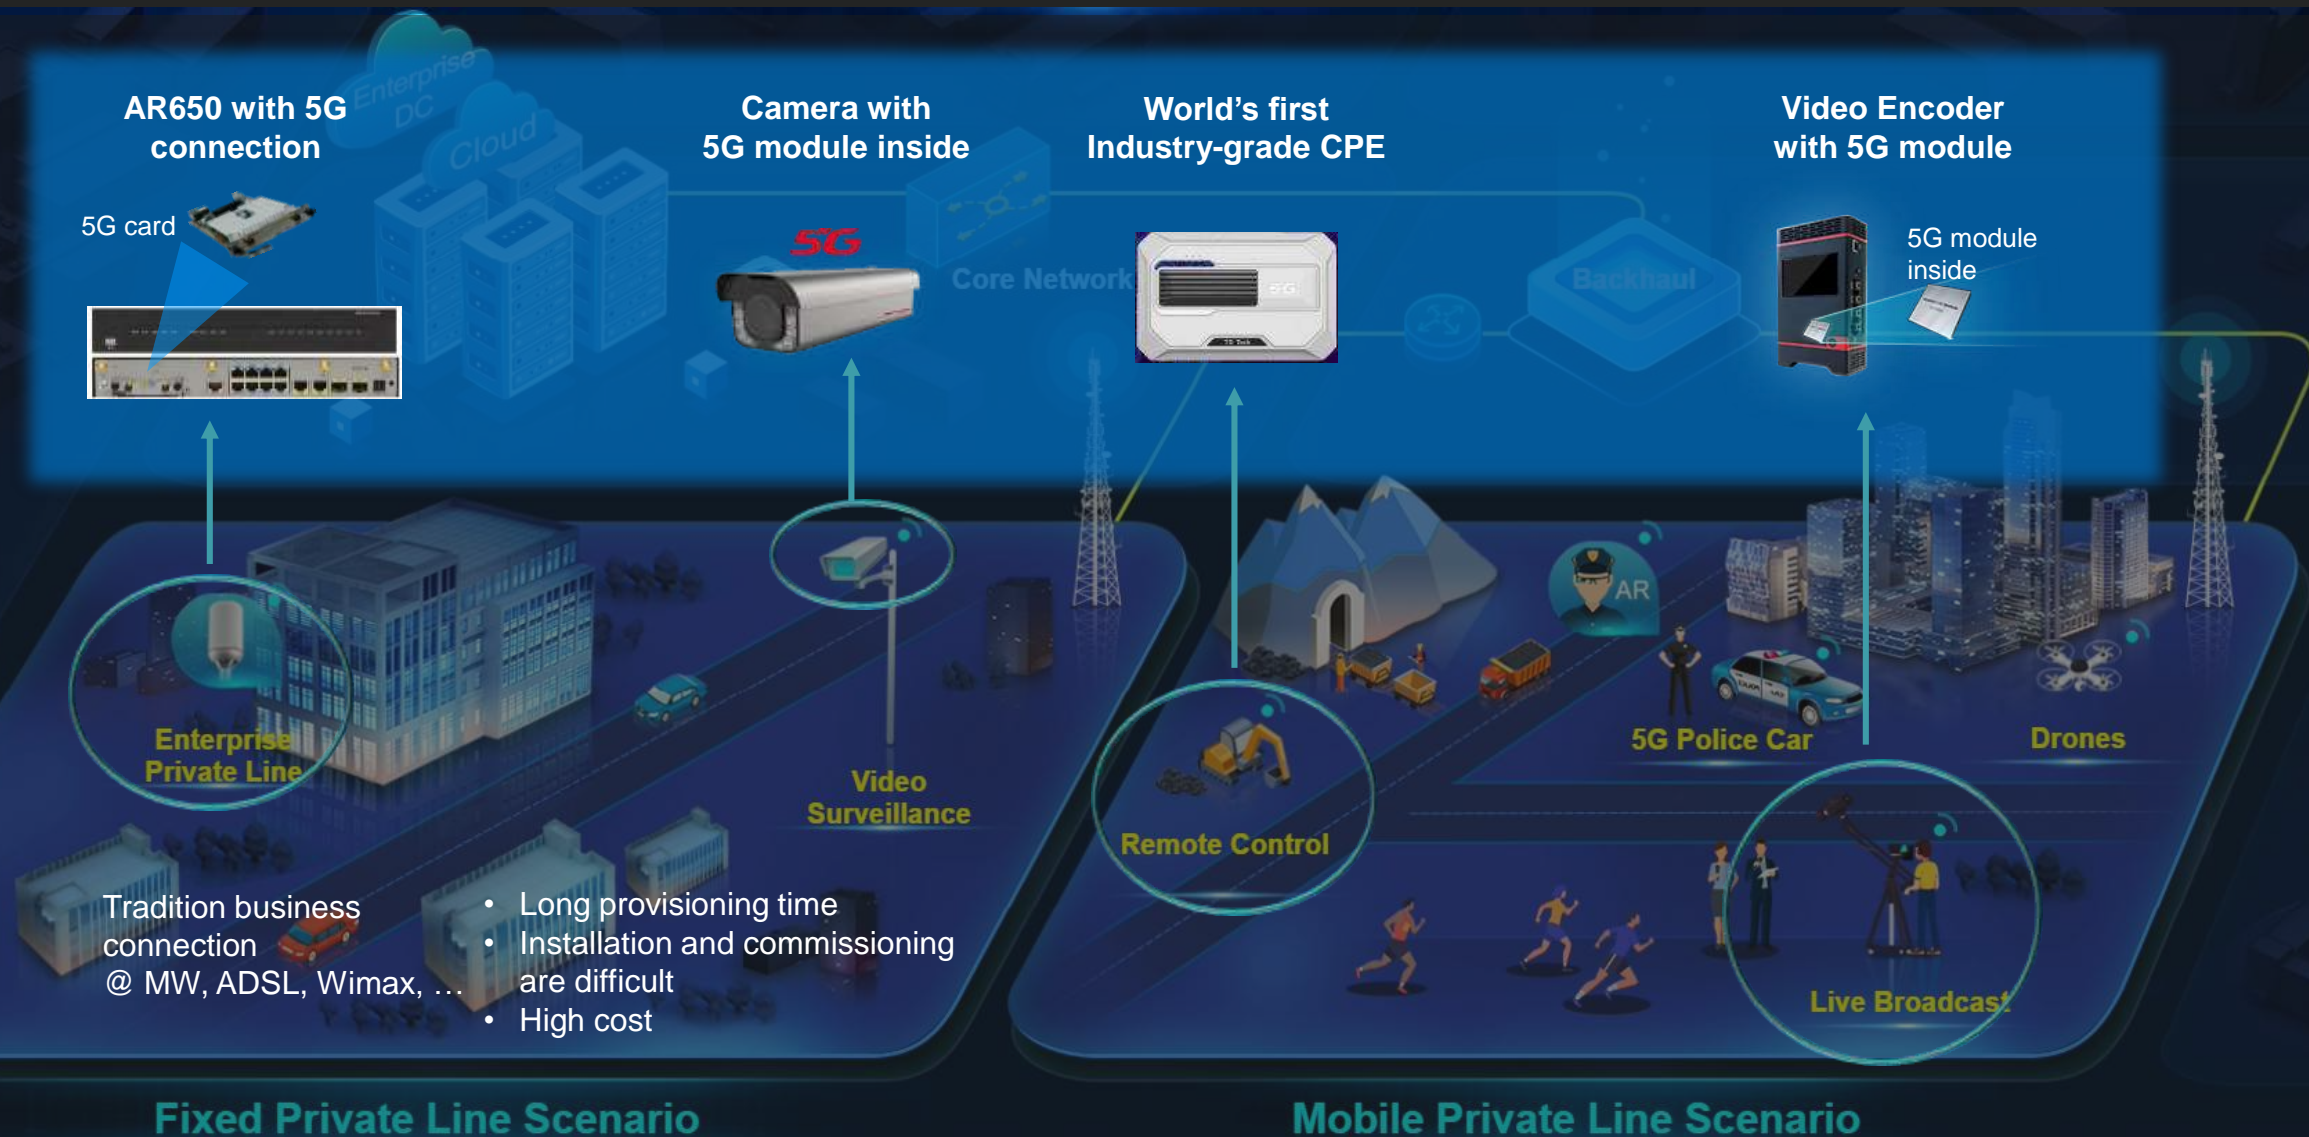 Enterprise
DC
Cloud
AR650 with 5G
connection
5G card
Camera with
5G module inside
5G
Core Network
World’s first
Industry-grade CPE
5G
TD Tech
Backhaul
Video Encoder
with 5G module
5G module
inside
Enterprise
Private Line
Video
Surveillance
Remote Control
AR
5G Police Car
Drones
Live Broadcast
Tradition business
connection
@ MW, ADSL, Wimax, …
• Long provisioning time
• Installation and commissioning
are difficult
• High cost
Fixed Private Line Scenario
Mobile Private Line Scenario